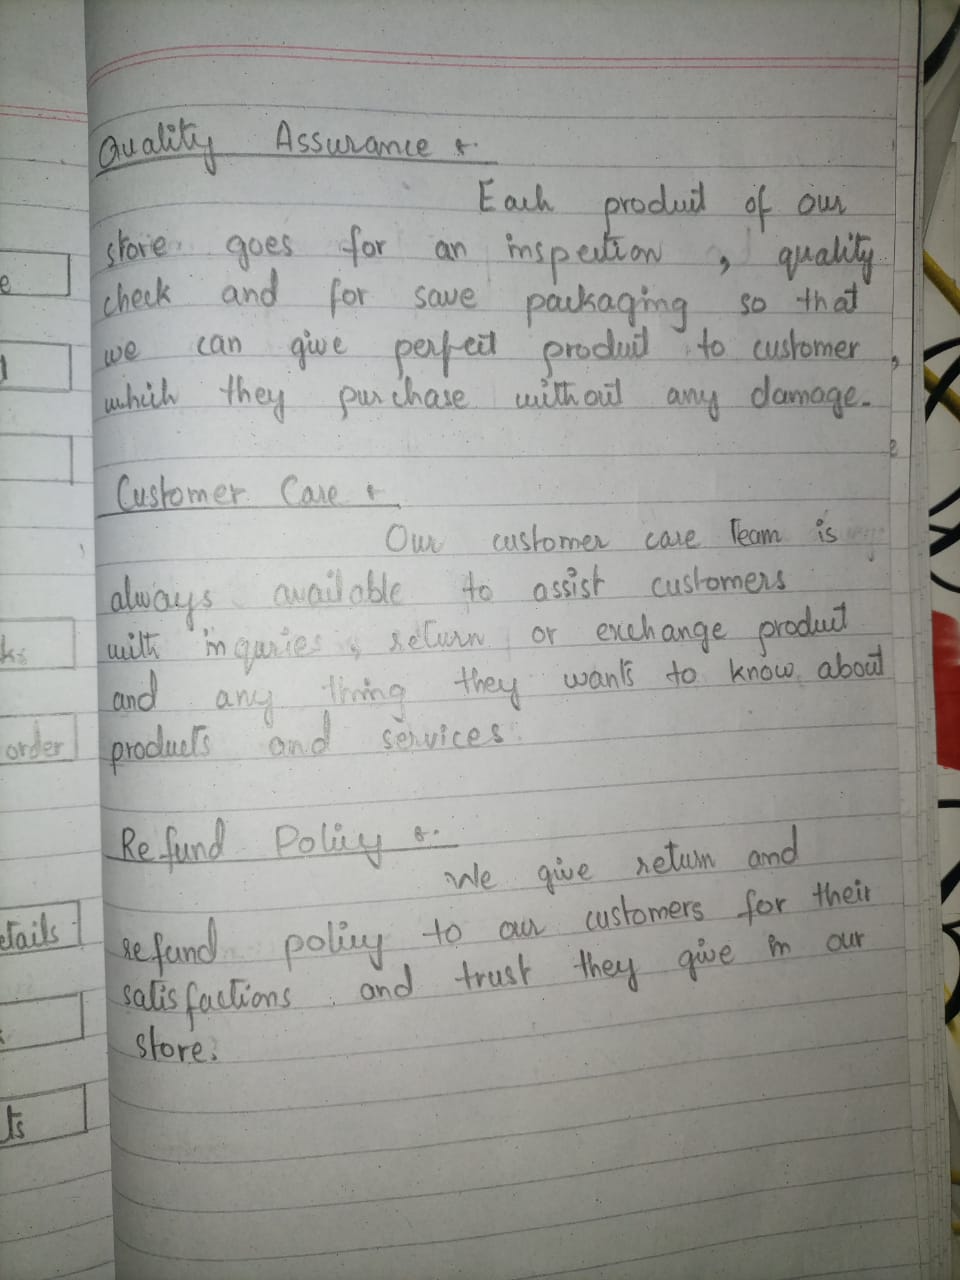 Quality Assurance :-
Each product of our
store goes for an inspection , quality
check and for save packaging so that
we can give perfect product to customer ,
which they purchase without any damage.
Customer Care :-
Our customer care Team is
always available to assist customers
with inquries , return or exchange product
and any thing they wants to know about
products and services.
Refund Policy :-
We give return and
refund policy to our customers for their
satisfactions and trust they give in our
store.
e
order
etails
ts